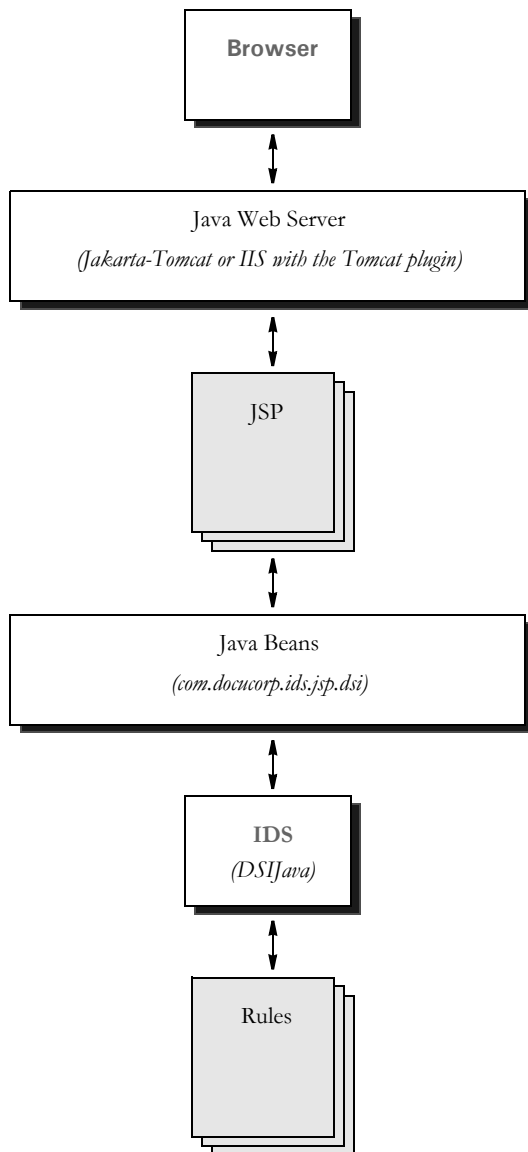 Browser
Java Web Server
(Jakarta-Tomcat or IIS with the Tomcat plugin)
JSP
Java Beans
(com.docucorp.ids.jsp.dsi)
IDS
(DSIJava)
Rules